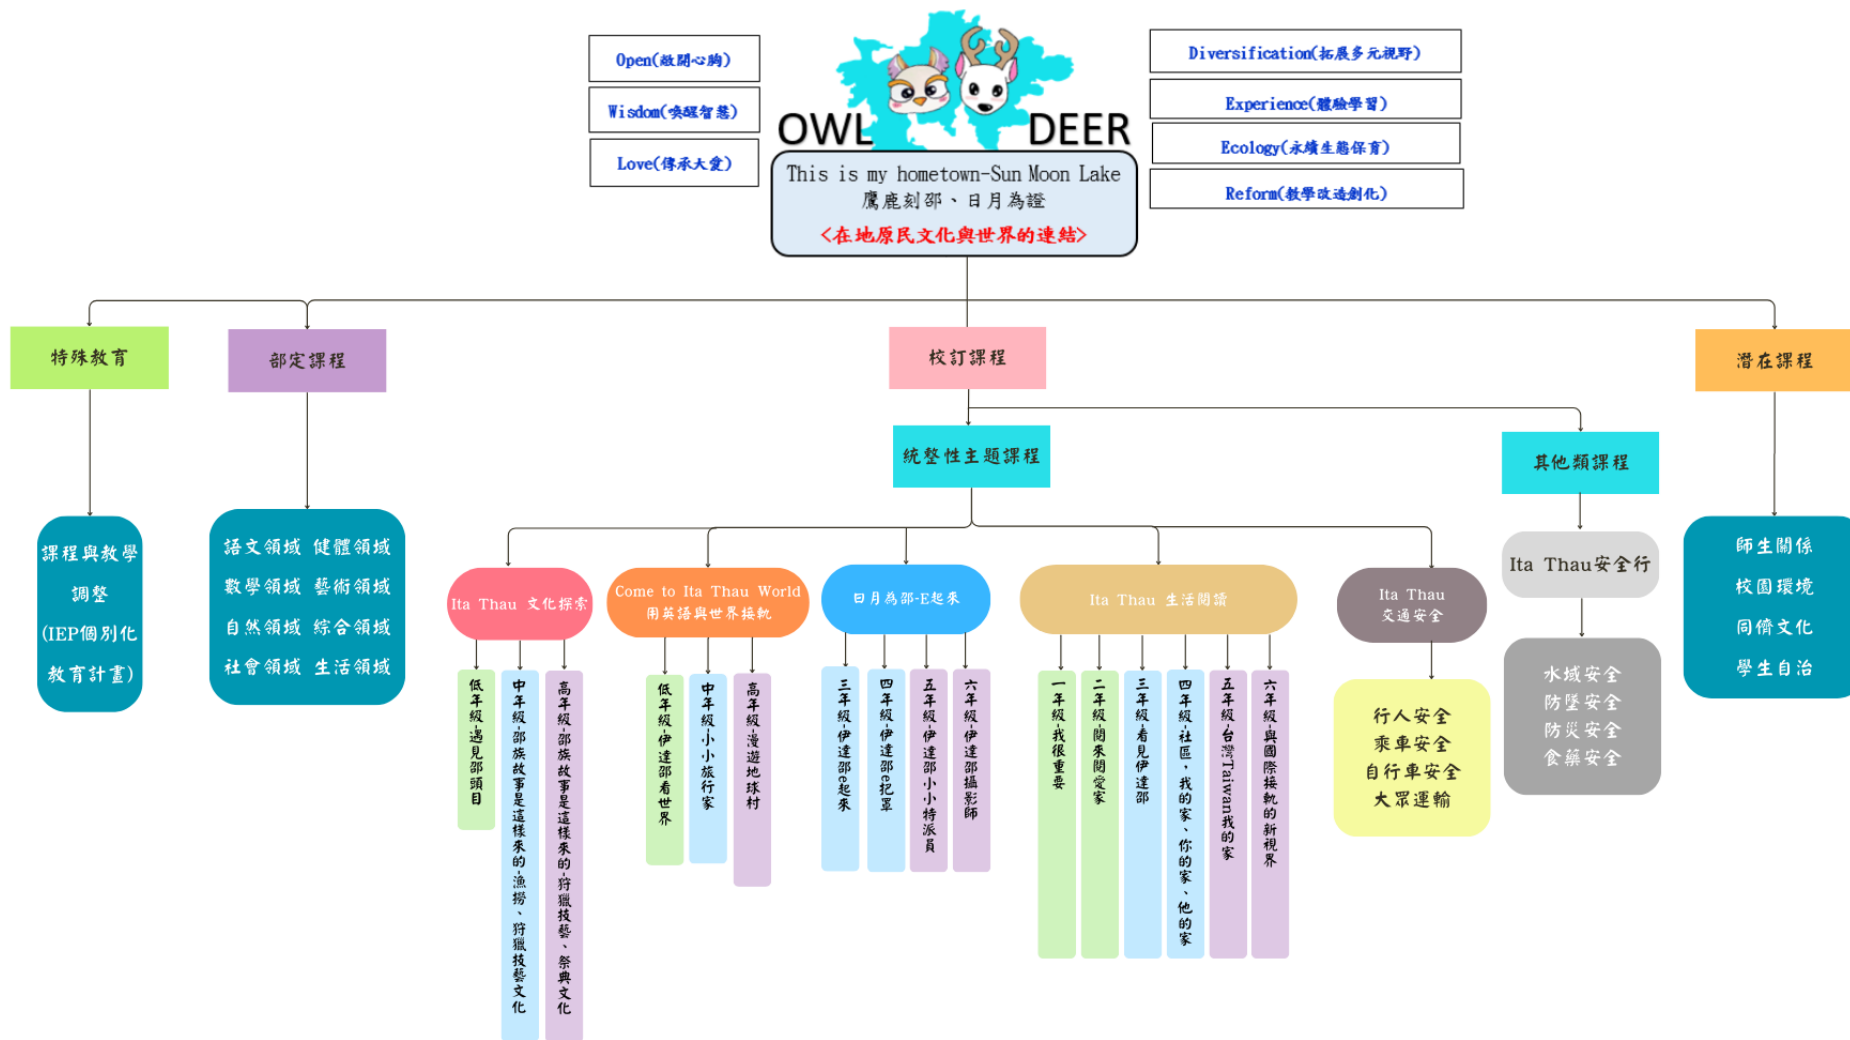 Open(敞開心胸)
Wisdom(喚醒智慧)
Love(傳承大愛)
OWL DEER
Diversification(拓展多元視野)
Experience(體驗學習)
Ecology(永續生態保育)
Reform(教學改造創化)
This is my hometown-Sun Moon Lake
鷹鹿刻邵、日月為證
<在地原民文化與世界的連結>
特殊教育
部定課程
校訂課程
潛在課程
統整性主題課程
其他類課程
課程與教學
調整
(IEP個別化
教育計畫)
語文領域 健體領域
數學領域 藝術領域
自然領域 綜合領域
社會領域 生活領域
Ita Thau 文化探索
Come to Ita Thau World
用英語與世界接軌
日月為邵-E起來
Ita Thau 生活閱讀
Ita Thau
交通安全
Ita Thau安全行
師生關係
校園環境
同儕文化
學生自治
低年級-遇見邵頭目
中年級-邵族故事是這樣來的-漁撈、狩獵技藝文化
高年級-邵族故事是這樣來的-狩獵技藝、祭典文化
低年級-伊達邵看世界
中年級-小小旅行家
高年級-漫遊地球村
三年級-伊達邵e起來
四年級-伊達邵e把罩
五年級-伊達邵小小特派員
六年級-伊達邵攝影師
一年級-我很重要
二年級-閱來閱愛家
三年級-看見伊達邵
四年級-社區，我的家、你的家、他的家
五年級-台灣Taiwan我的家
六年級-與國際接軌的新視界
行人安全
乘車安全
自行車安全
大眾運輸
水域安全
防墜安全
防災安全
食藥安全